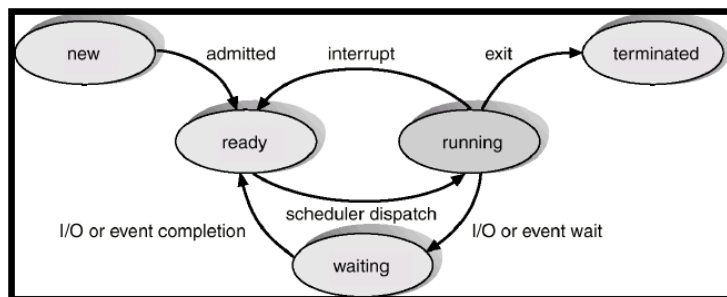 new
admitted
interrupt
exit
terminated
ready
running
scheduler dispatch
I/O or event completion
I/O or event wait
waiting